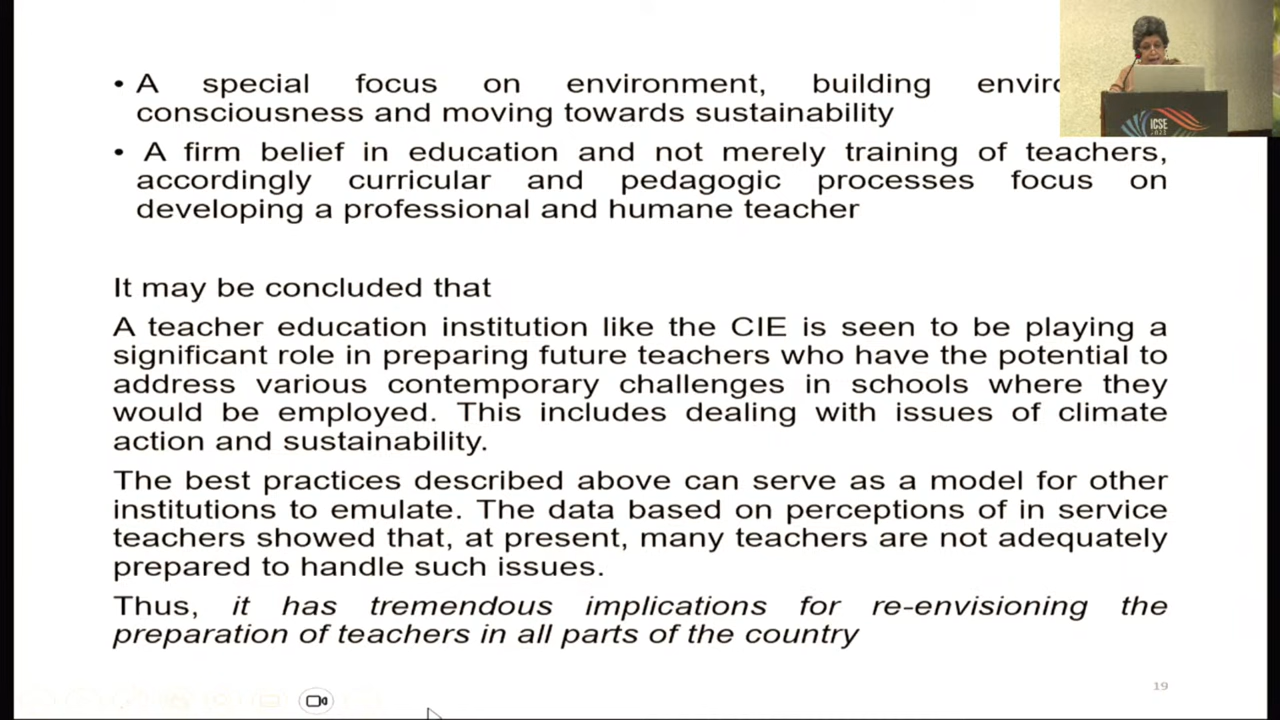 • A special focus on environment, building
consciousness and moving towards sustainability
• A firm belief in education and not merely training of teachers,
accordingly curricular and pedagogic processes focus on
developing a professional and humane teacher
It may be concluded that
A teacher education institution like the CIE is seen to be playing a
significant role in preparing future teachers who have the potential to
address various contemporary challenges in schools where they
would be employed. This includes dealing with issues of climate
action and sustainability.
The best practices described above can serve as a model for other
institutions to emulate. The data based on perceptions of in service
teachers showed that, at present, many teachers are not adequately
prepared to handle such issues.
Thus, it has tremendous implications for re-envisioning the
preparation of teachers in all parts of the country
19
ICSE